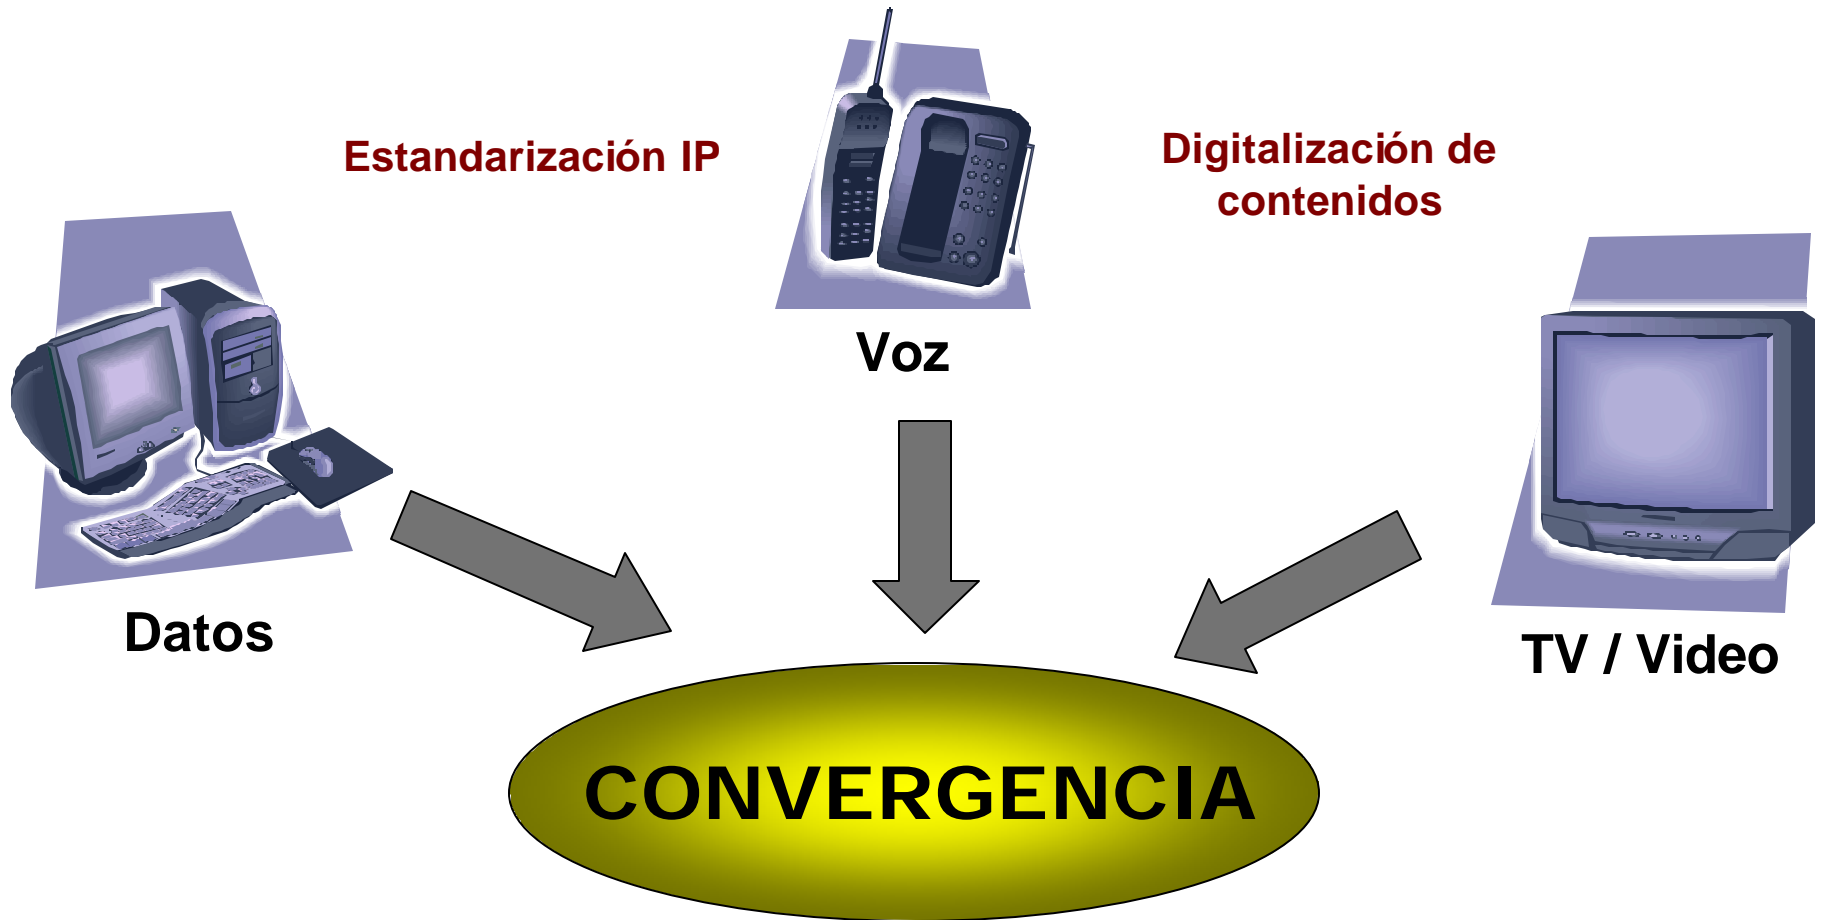 Estandarización IP
Digitalización de
contenidos
Voz
Datos
TV / Video
CONVERGENCIA